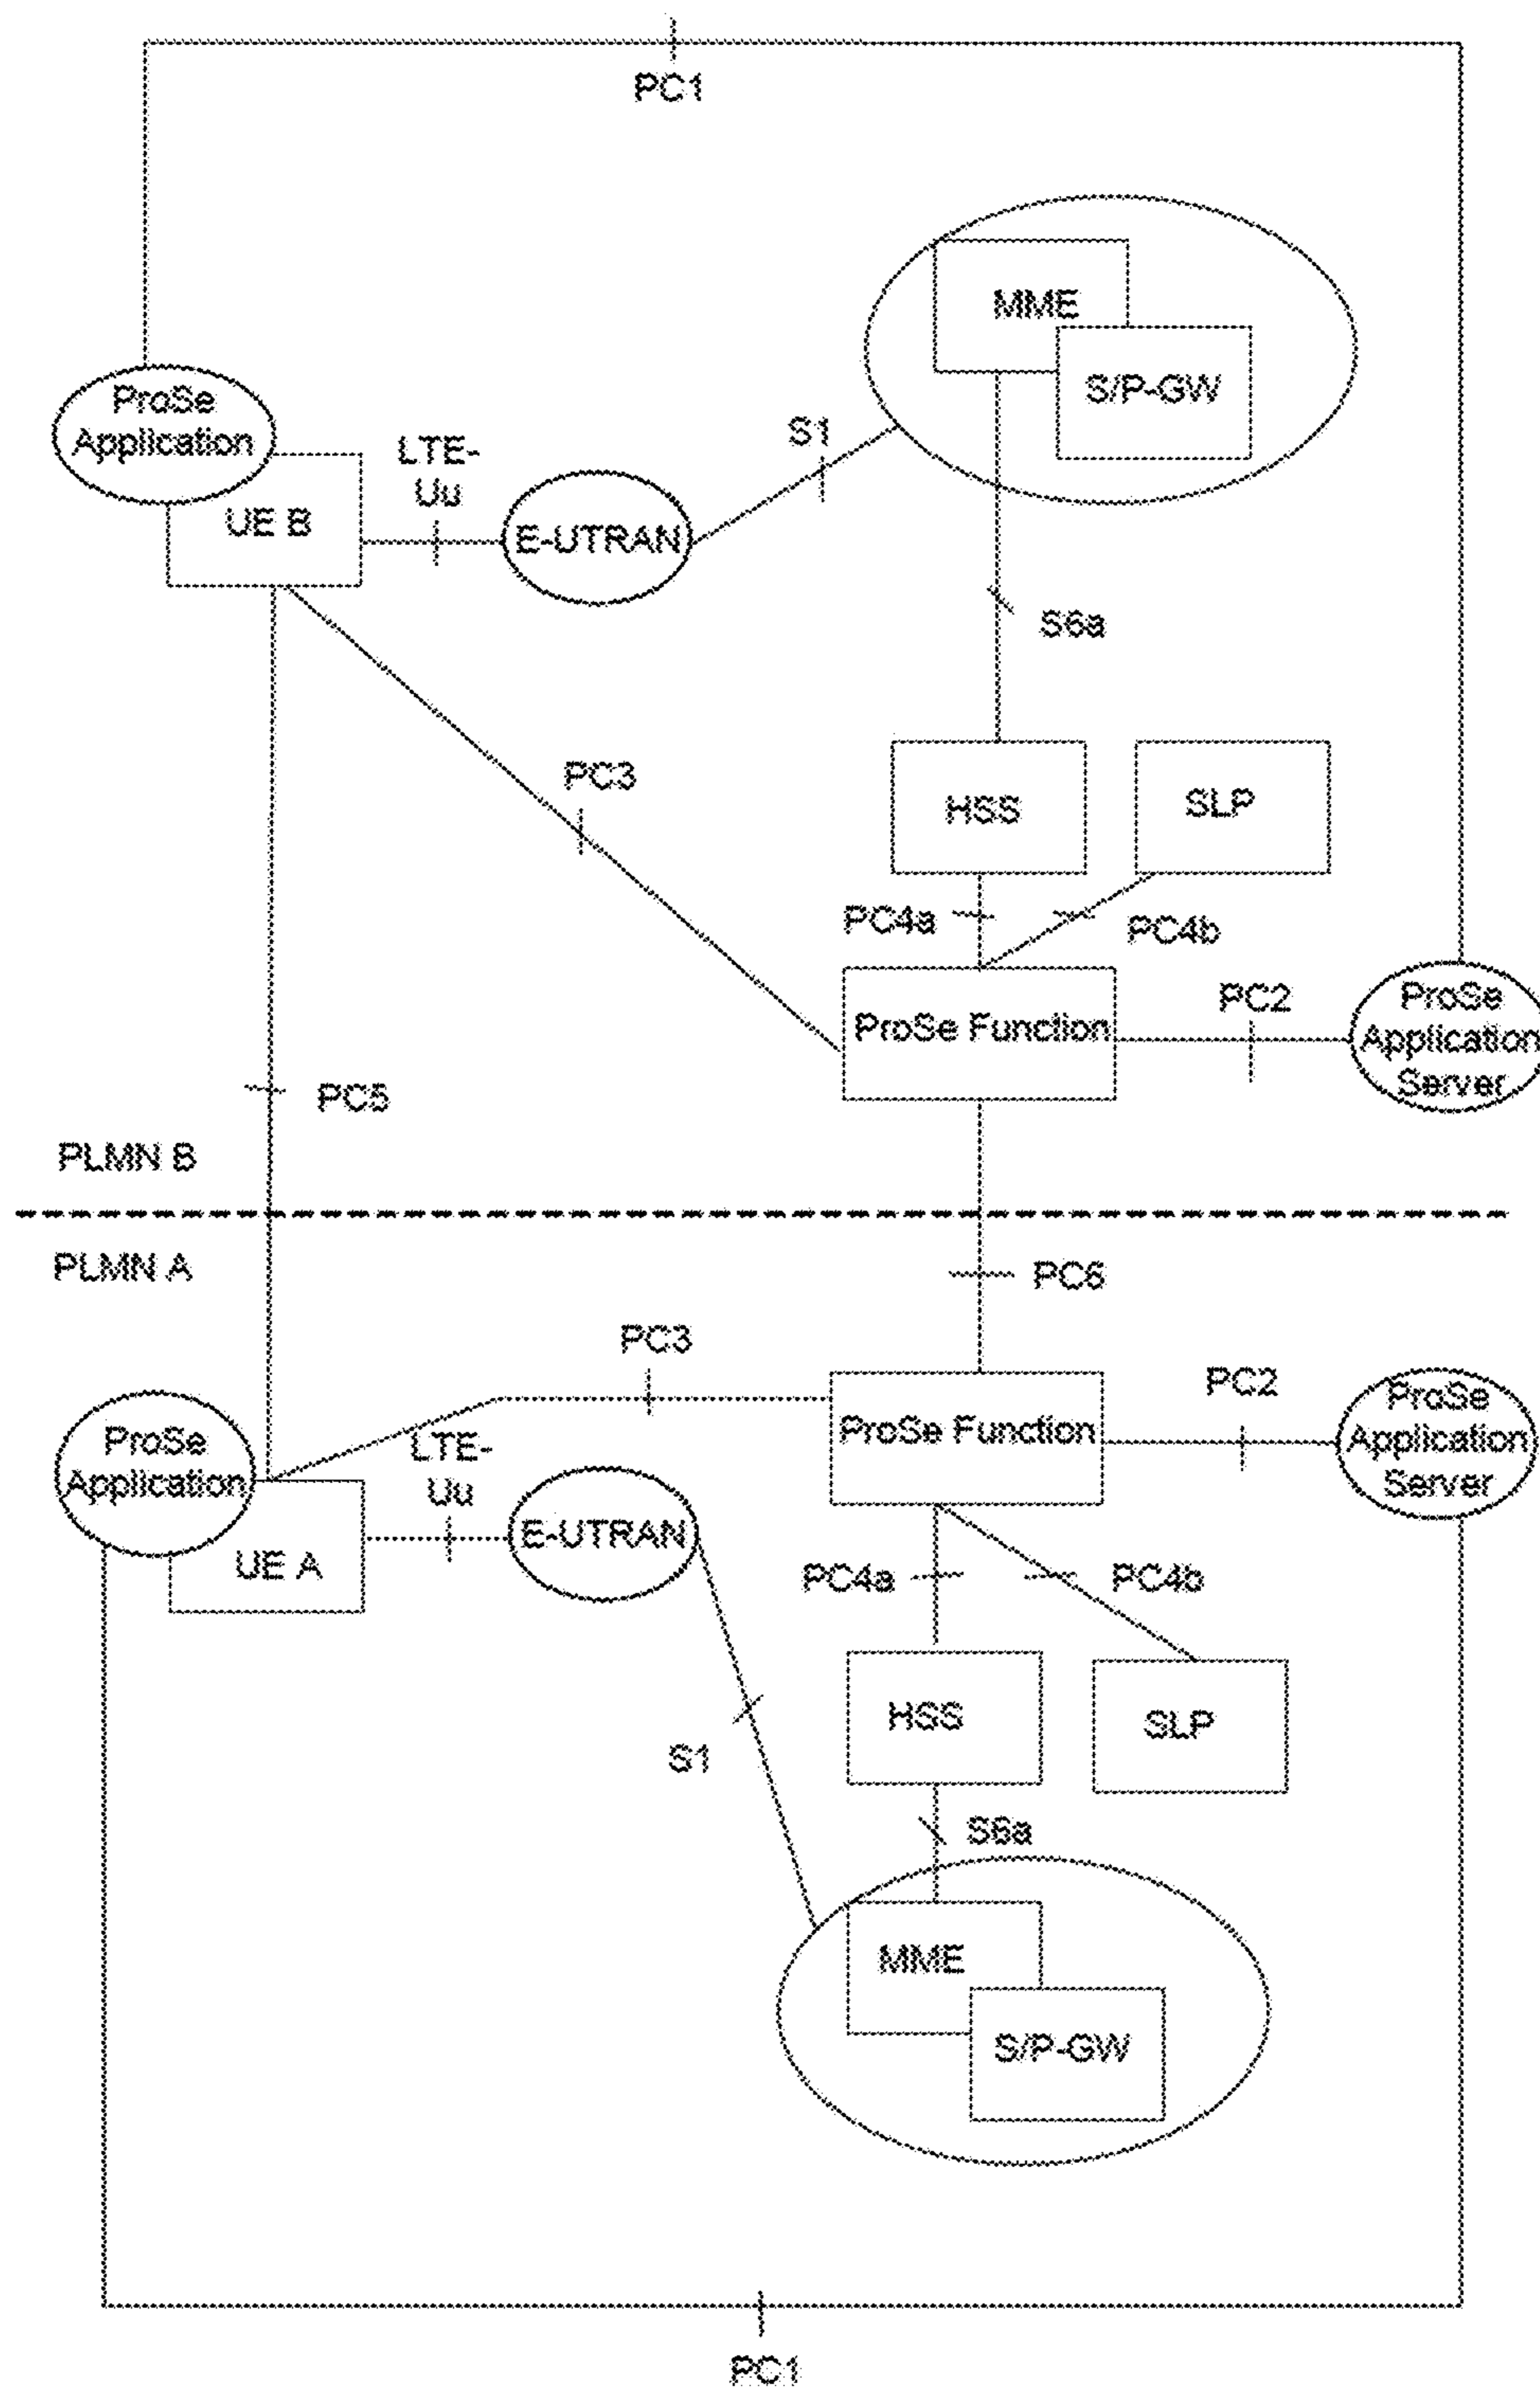 PC1
MME
S/P-GW
ProSe
Application
UE B
LTE-
Uu
E-UTRAN
S1
S6a
PC3
HSS
SLP
PC4a
PC4b
ProSe Function
PC2
ProSe
Application
Server
PC5
PLMN B
PLMN A
PC6
PC3
ProSe Function
PC2
ProSe
Application
Server
ProSe
Application
UE A
LTE-
Uu
E-UTRAN
PC4a
PC4b
HSS
SLP
S1
S6a
MME
S/P-GW
PC1